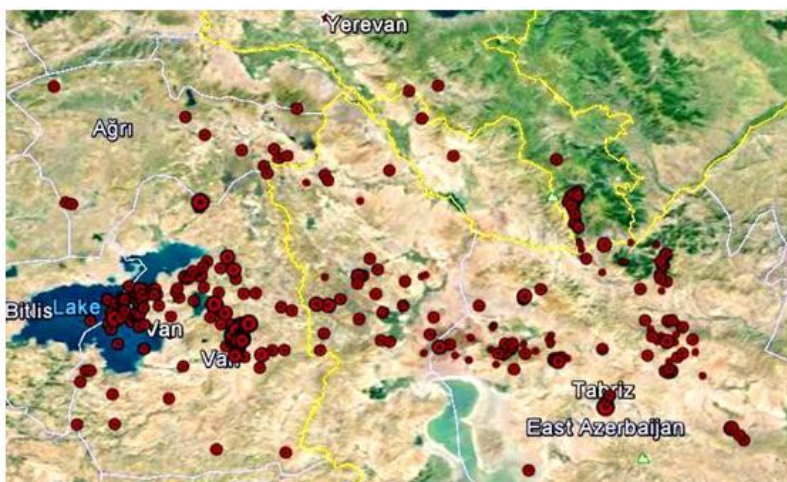 Yerevan
Ağrı
Bitlis Lake
Van
Van
Tabriz
East Azerbaijan